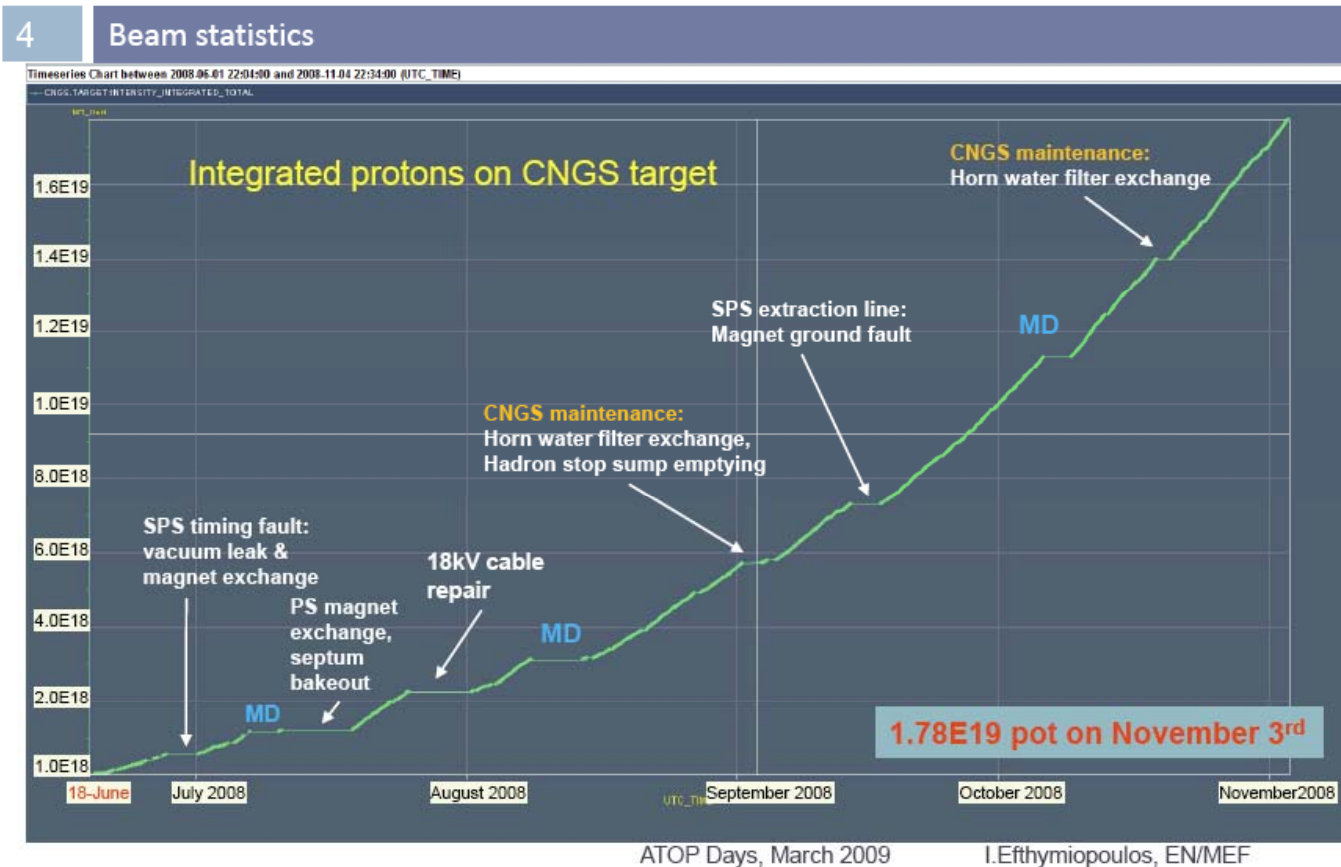 4
Beam statistics
Timeseries Chart between 2008-06-01 22:04:00 and 2008-11-04 22:34:00 (UTC_TIME)
CNGS.TARGET:INTENSITY_INTEGRATED_TOTAL
Integrated protons on CNGS target
CNGS maintenance:
Horn water filter exchange
1.6E19
1.4E19
1.2E19
1.0E19
8.0E18
6.0E18
4.0E18
2.0E18
1.0E18
SPS extraction line:
Magnet ground fault
MD
CNGS maintenance:
Horn water filter exchange,
Hadron stop sump emptying
SPS timing fault:
vacuum leak &
magnet exchange
18kV cable
repair
PS magnet
exchange,
septum
bakeout
MD
MD
1.78E19 pot on November 3rd
18-June
July 2008
August 2008
UTC_TIME
September 2008
October 2008
November2008
ATOP Days, March 2009
I.Efthymiopoulos, EN/MEF